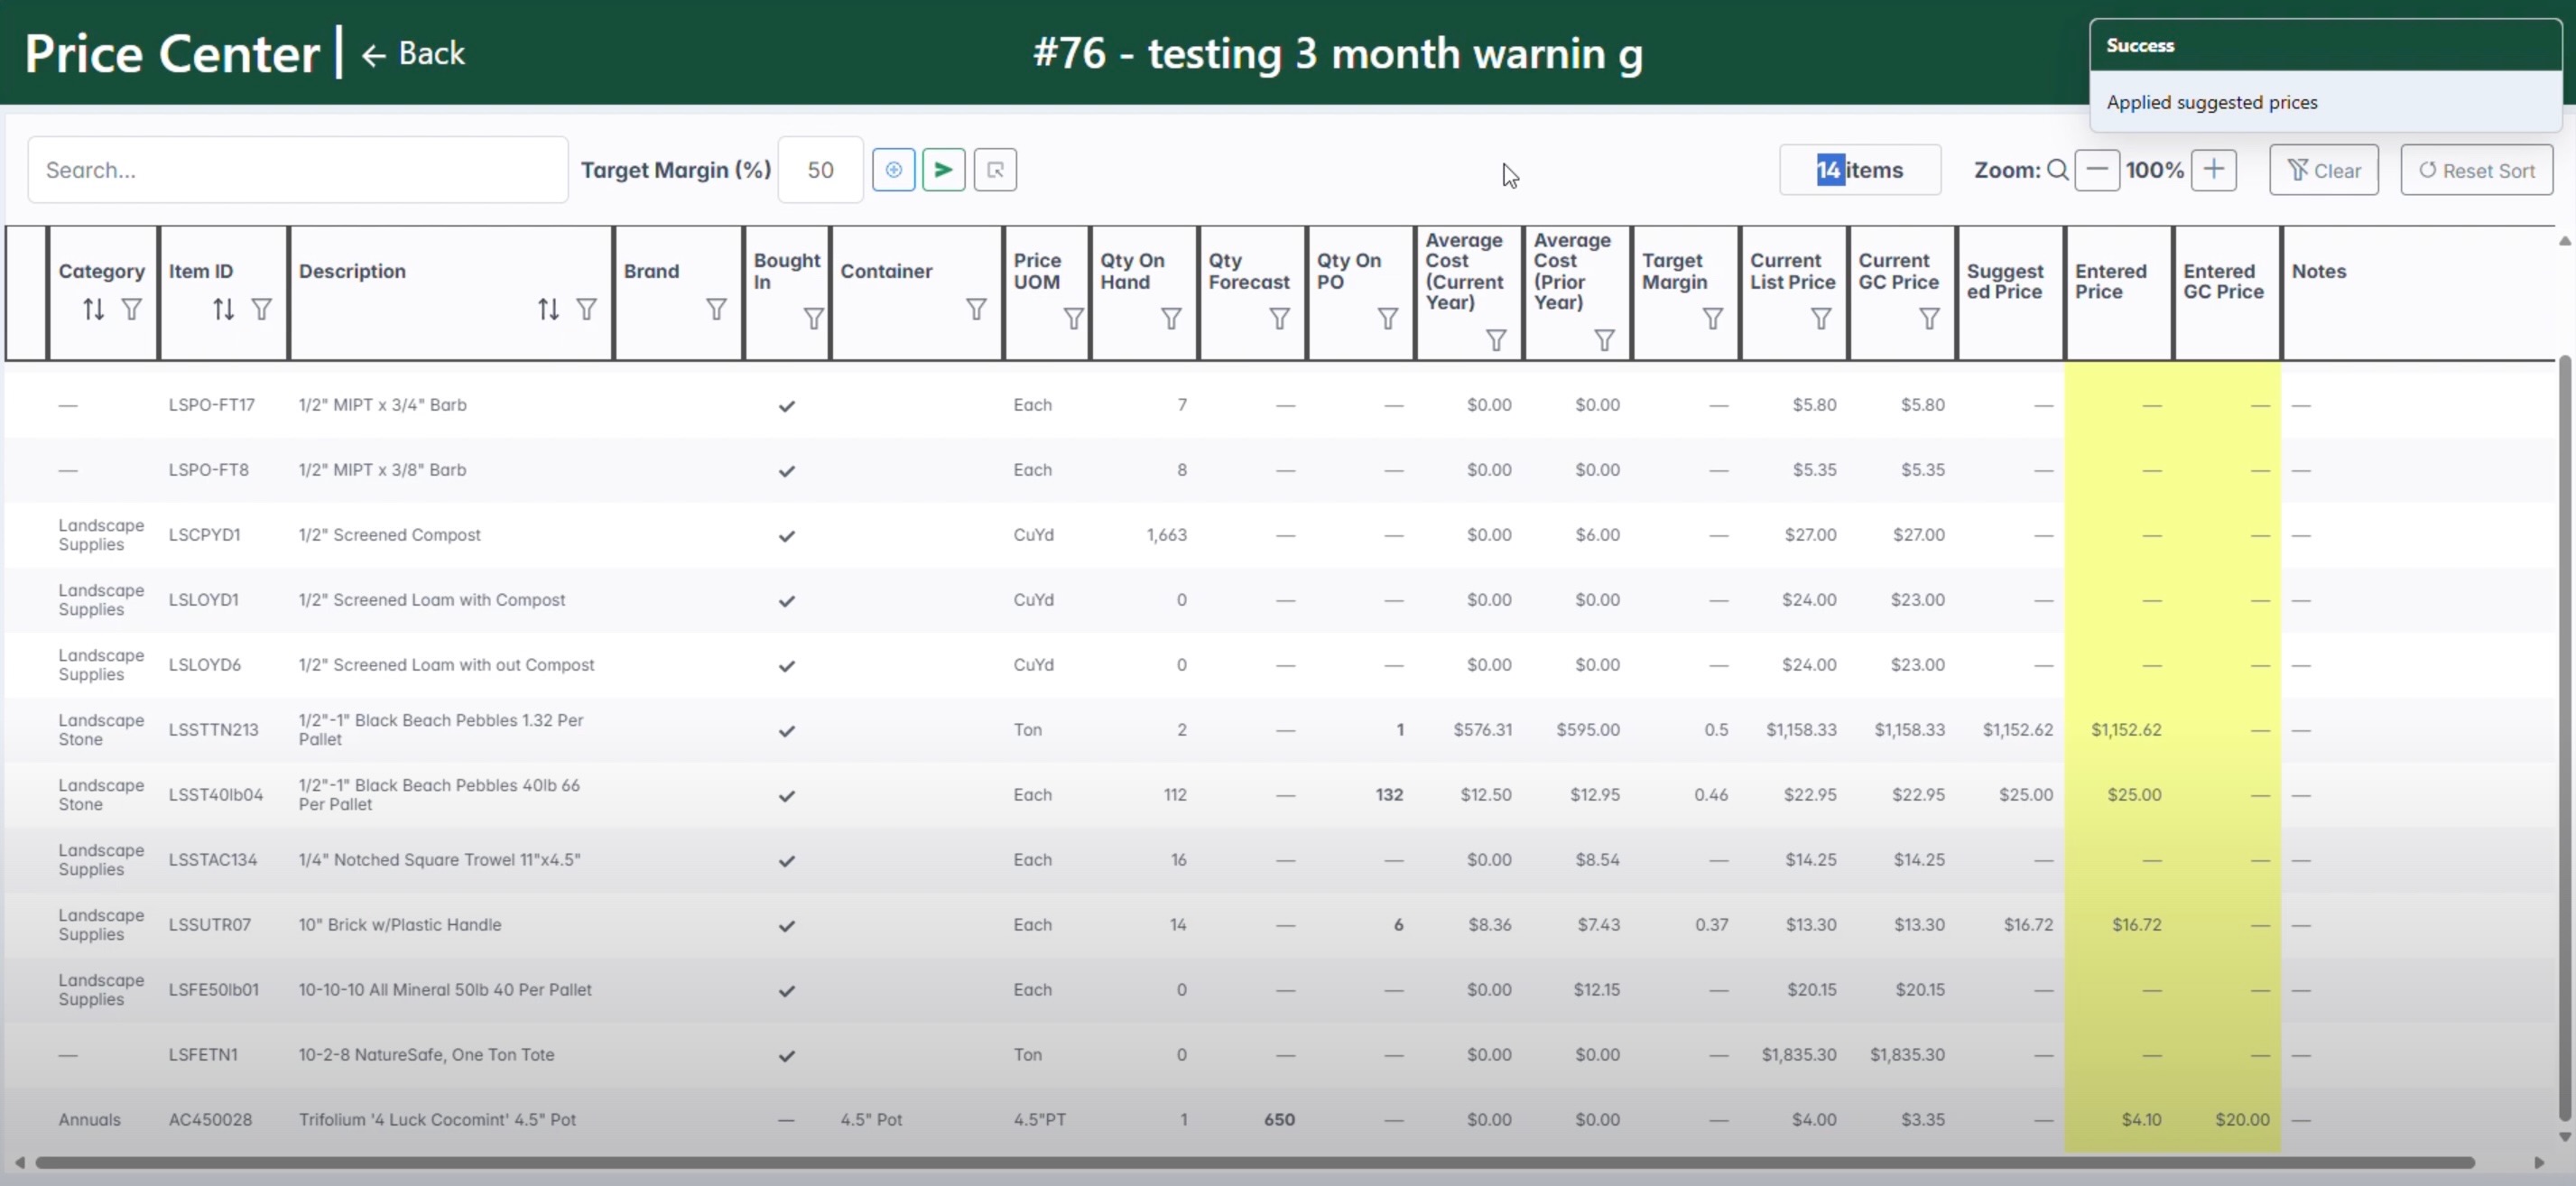 Price Center | ← Back
#76 - testing 3 month warnin g
Success
Applied suggested prices
Search...
Target Margin (%)
50
14 items
Zoom:
100%
Clear
Reset Sort
Category
Item ID
Description
Brand
Bought
In
Container
Price
UOM
Qty On
Hand
Qty
Forecast
Qty On
PO
Average
Cost
(Current
Year)
Average
Cost
(Prior
Year)
Target
Margin
Current
List Price
Current
GC Price
Suggest
ed Price
Entered
Price
Entered
GC Price
Notes
— LSPO-FT17 1/2" MIPT x 3/4" Barb Each 7 — — $0.00 $0.00 — $5.80 $5.80 — — — —
— LSPO-FT8 1/2" MIPT x 3/8" Barb Each 8 — — $0.00 $0.00 — $5.35 $5.35 — — — —
Landscape
Supplies LSCPYD1 1/2" Screened Compost CuYd 1,663 — — $0.00 $6.00 — $27.00 $27.00 — — — —
Landscape
Supplies LSLOYD1 1/2" Screened Loam with Compost CuYd 0 — — $0.00 $0.00 — $24.00 $23.00 — — — —
Landscape
Supplies LSLOYD6 1/2" Screened Loam with out Compost CuYd 0 — — $0.00 $0.00 — $24.00 $23.00 — — — —
Landscape
Stone LSSTTN213 1/2"-1" Black Beach Pebbles 1.32 Per
Pallet Ton 2 — 1 $576.31 $595.00 0.5 $1,158.33 $1,158.33 $1,152.62 $1,152.62 — —
Landscape
Stone LSST40lb04 1/2"-1" Black Beach Pebbles 40lb 66
Per Pallet Each 112 — 132 $12.50 $12.95 0.46 $22.95 $22.95 $25.00 $25.00 — —
Landscape
Supplies LSSTAC134 1/4" Notched Square Trowel 11"x4.5" Each 16 — — $0.00 $8.54 — $14.25 $14.25 — — — —
Landscape
Supplies LSSUTR07 10" Brick w/Plastic Handle Each 14 — 6 $8.36 $7.43 0.37 $13.30 $13.30 $16.72 $16.72 — —
Landscape
Supplies LSFE50lb01 10-10-10 All Mineral 50lb 40 Per Pallet Each 0 — — $0.00 $12.15 — $20.15 $20.15 — — — —
— LSFETN1 10-2-8 NatureSafe, One Ton Tote Ton 0 — — $0.00 $0.00 — $1,835.30 $1,835.30 — — — —
Annuals AC450028 Trifolium '4 Luck Cocomint' 4.5" Pot — 4.5" Pot 4.5"PT 1 650 — $0.00 $0.00 — $4.00 $3.35 — $4.10 $20.00 —